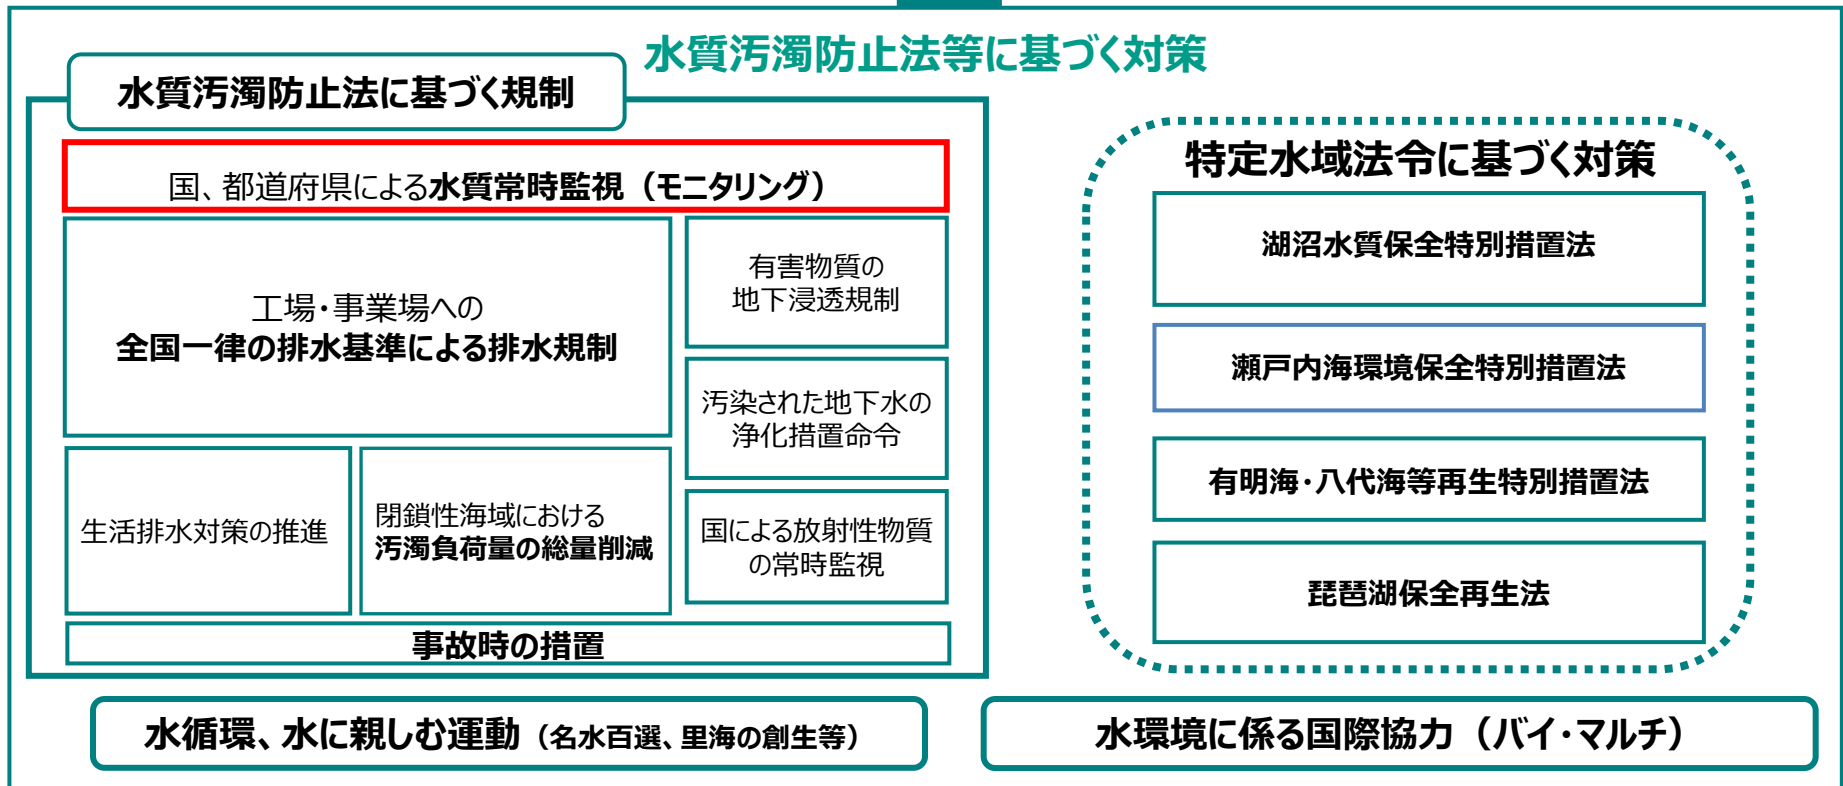 水質汚濁防止法等に基づく対策
水質汚濁防止法に基づく規制
国、都道府県による水質常時監視（モニタリング）
工場・事業場への
全国一律の排水基準による排水規制
有害物質の
地下浸透規制
汚染された地下水の
浄化措置命令
生活排水対策の推進
閉鎖性海域における
汚濁負荷量の総量削減
国による放射性物質
の常時監視
事故時の措置
特定水域法令に基づく対策
湖沼水質保全特別措置法
瀬戸内海環境保全特別措置法
有明海・八代海等再生特別措置法
琵琶湖保全再生法
水循環、水に親しむ運動（名水百選、里海の創生等）
水環境に係る国際協力（バイ・マルチ）